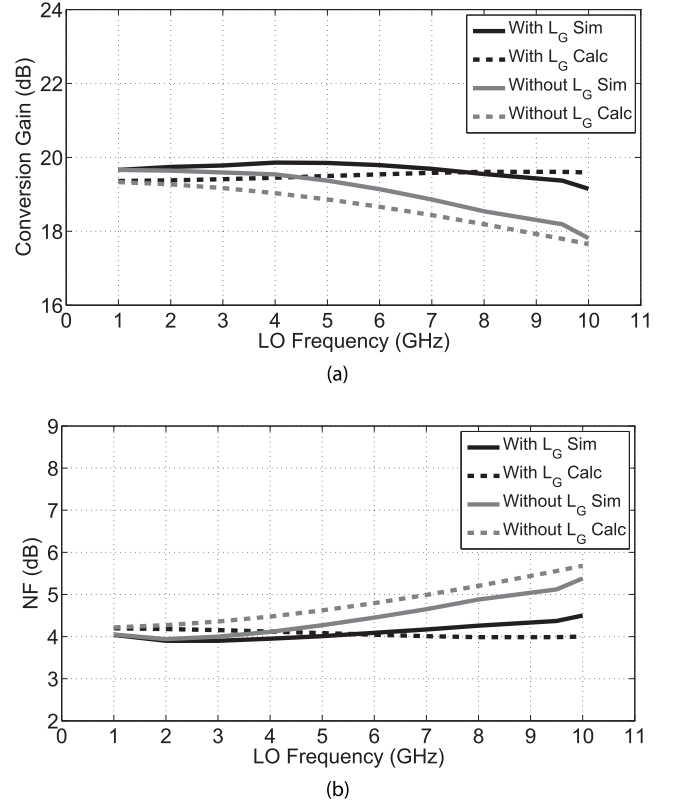 24
22
20
18
16
Conversion Gain (dB)
With L_G Sim
With L_G Calc
Without L_G Sim
Without L_G Calc
0 1 2 3 4 5 6 7 8 9 10 11
LO Frequency (GHz)
(a)
9
8
7
6
5
4
3
2
NF (dB)
With L_G Sim
With L_G Calc
Without L_G Sim
Without L_G Calc
0 1 2 3 4 5 6 7 8 9 10 11
LO Frequency (GHz)
(b)